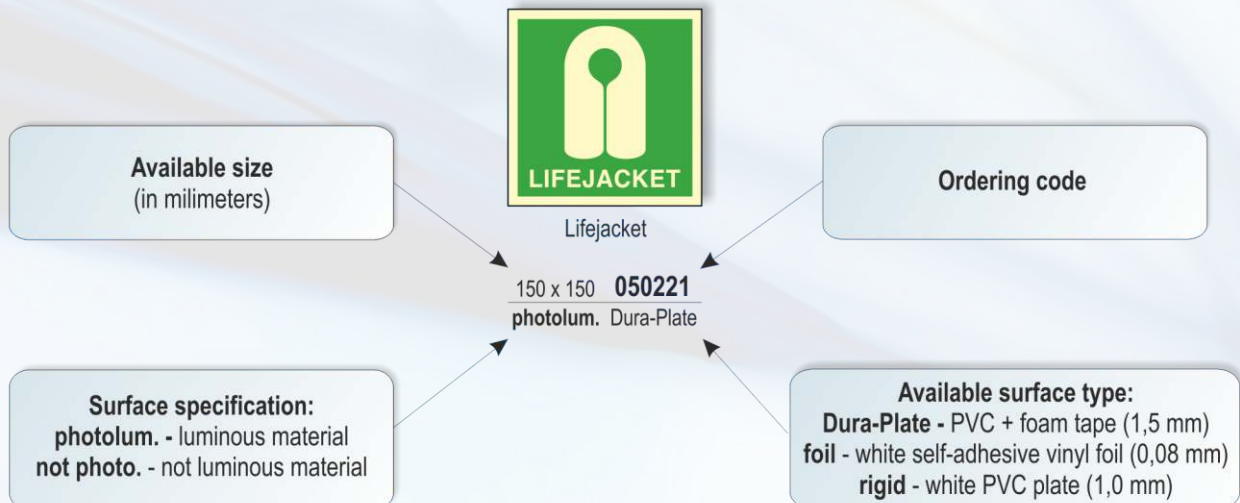 LIFEJACKET
Lifejacket
Available size
(in milimeters)
Ordering code
150 x 150 050221
photolum. Dura-Plate
Surface specification:
photolum. - luminous material
not photo. - not luminous material
Available surface type:
Dura-Plate - PVC + foam tape (1,5 mm)
foil - white self-adhesive vinyl foil (0,08 mm)
rigid - white PVC plate (1,0 mm)